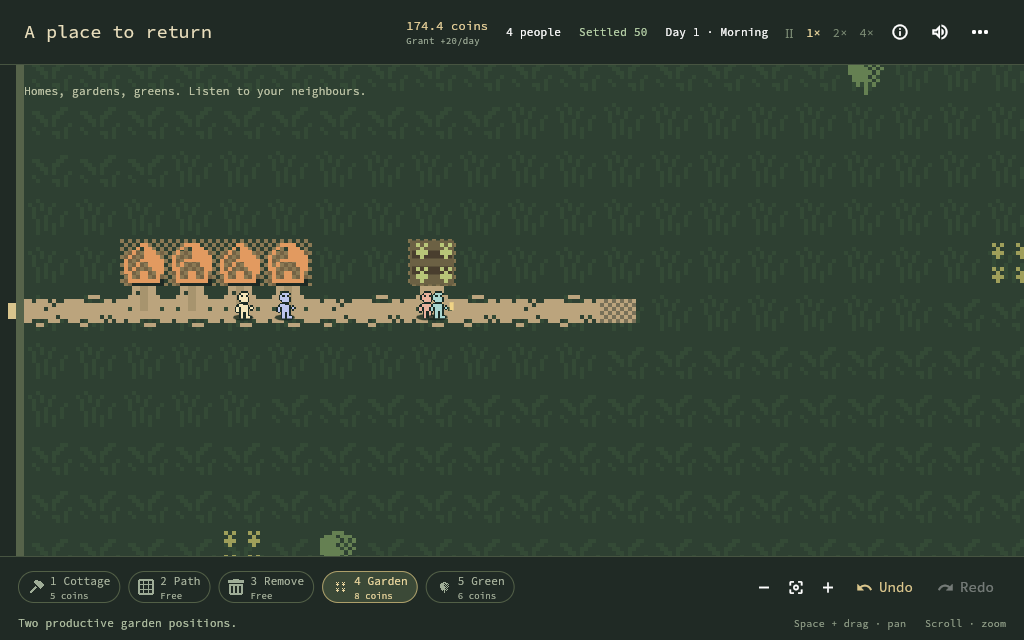 A place to return
174.4 coins
Grant +20/day
4 people
Settled 50
Day 1 · Morning
1×
2×
4×
Homes, gardens, greens. Listen to your neighbours.
1 Cottage
5 coins
2 Path
Free
3 Remove
Free
4 Garden
8 coins
5 Green
6 coins
Undo
Redo
Two productive garden positions.
Space + drag · pan
Scroll · zoom